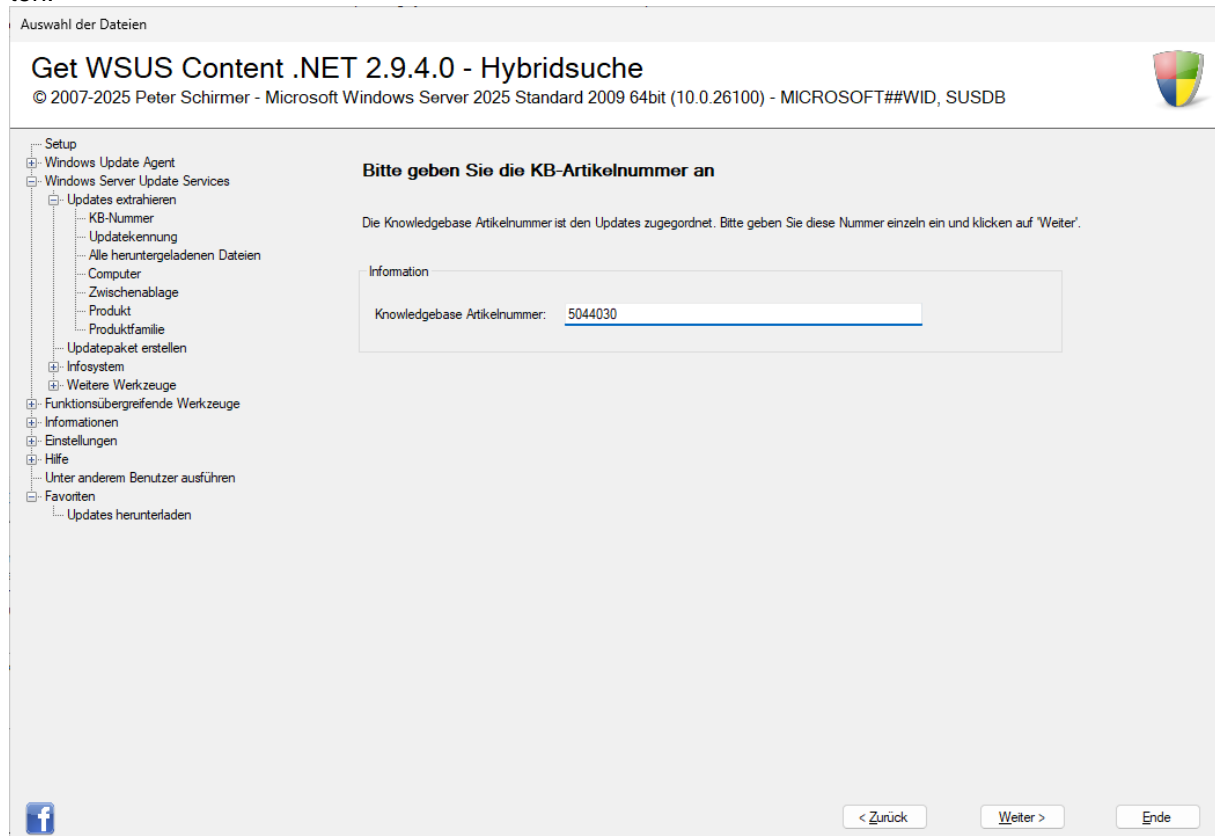 Auswahl der Dateien
Get WSUS Content .NET 2.9.4.0 - Hybridsuche
© 2007-2025 Peter Schirmer - Microsoft Windows Server 2025 Standard 2009 64bit (10.0.26100) - MICROSOFT##WID, SUSDB
Setup
Windows Update Agent
Windows Server Update Services
Updates extrahieren
KB-Nummer
Updatekennung
Alle heruntergeladenen Dateien
Computer
Zwischenablage
Produkt
Produktfamilie
Updatepaket erstellen
Infosystem
Weitere Werkzeuge
Funktionsübergreifende Werkzeuge
Informationen
Einstellungen
Hilfe
Unter anderem Benutzer ausführen
Favoriten
Updates herunterladen
Bitte geben Sie die KB-Artikelnummer an
Die Knowledgebase Artikelnummer ist den Updates zugegordnet. Bitte geben Sie diese Nummer einzeln ein und klicken auf 'Weiter'.
Information
Knowledgebase Artikelnummer: 5044030
f
< Zurück Weiter > Ende